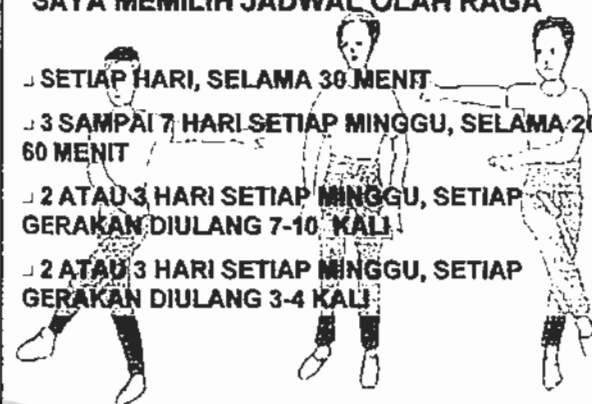 SAYA MEMILIH JADWAL OLAH RAGA
SETIAP HARI, SELAMA 30 MENIT
3 SAMPAI 7 HARI SETIAP MINGGU, SELAMA 20
60 MENIT
2 ATAU 3 HARI SETIAP MINGGU, SETIAP
GERAKAN DIULANG 7-10 KALI
2 ATAU 3 HARI SETIAP MINGGU, SETIAP
GERAKAN DIULANG 3-4 KALI